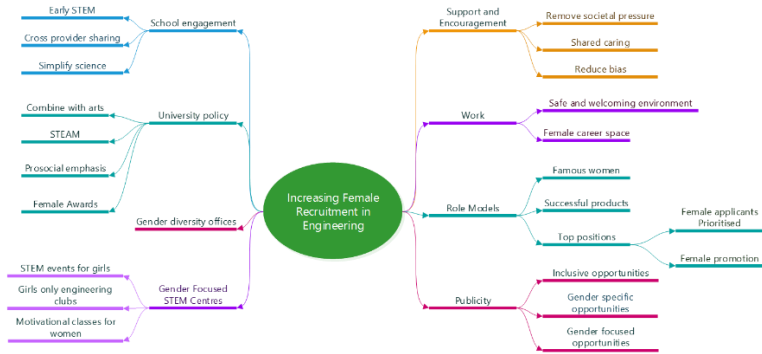 Increasing Female
Recruitment in
Engineering
School engagement
Early STEM
Cross provider sharing
Simplify science
University policy
Combine with arts
STEAM
Prosocial emphasis
Female Awards
Gender diversity offices
Gender Focused
STEM Centres
STEM events for girls
Girls only engineering
clubs
Motivational classes for
women
Support and
Encouragement
Remove societal pressure
Shared caring
Reduce bias
Work
Safe and welcoming environment
Female career space
Role Models
Famous women
Successful products
Top positions
Female applicants
Prioritised
Female promotion
Publicity
Inclusive opportunities
Gender specific
opportunities
Gender focused
opportunities